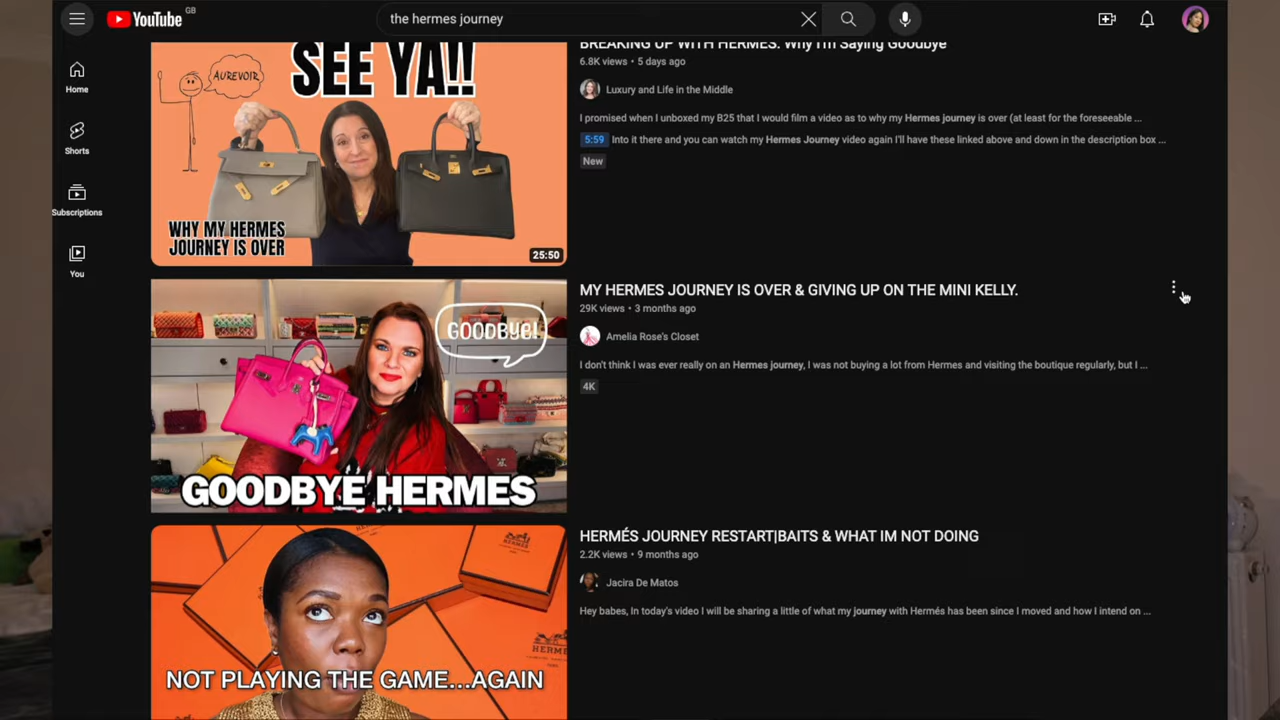 YouTube GB
the hermes journey
Home
Shorts
Subscriptions
You
SEE YA!!
AUREVOIR
WHY MY HERMES
JOURNEY IS OVER
25:50
BREAKING UP WITH HERMES: Why I'm Saying Goodbye
6.8K views • 5 days ago
Luxury and Life in the Middle
I promised when I unboxed my B25 that I would film a video as to why my Hermes journey is over (at least for the foreseeable ...
5:59 Into it there and you can watch my Hermes Journey video again I'll have these linked above and down in the description box ...
New
GOODBYE!
GOODBYE HERMES
MY HERMES JOURNEY IS OVER & GIVING UP ON THE MINI KELLY.
29K views • 3 months ago
Amelia Rose's Closet
I don't think I was ever really on an Hermes journey, I was not buying a lot from Hermes and visiting the boutique regularly, but I ...
4K
NOT PLAYING THE GAME...AGAIN
HERMÉS JOURNEY RESTART|BAITS & WHAT IM NOT DOING
2.2K views • 9 months ago
Jacira De Matos
Hey babes, In today's video I will be sharing a little of what my journey with Hermés has been since I moved and how I intend on ...